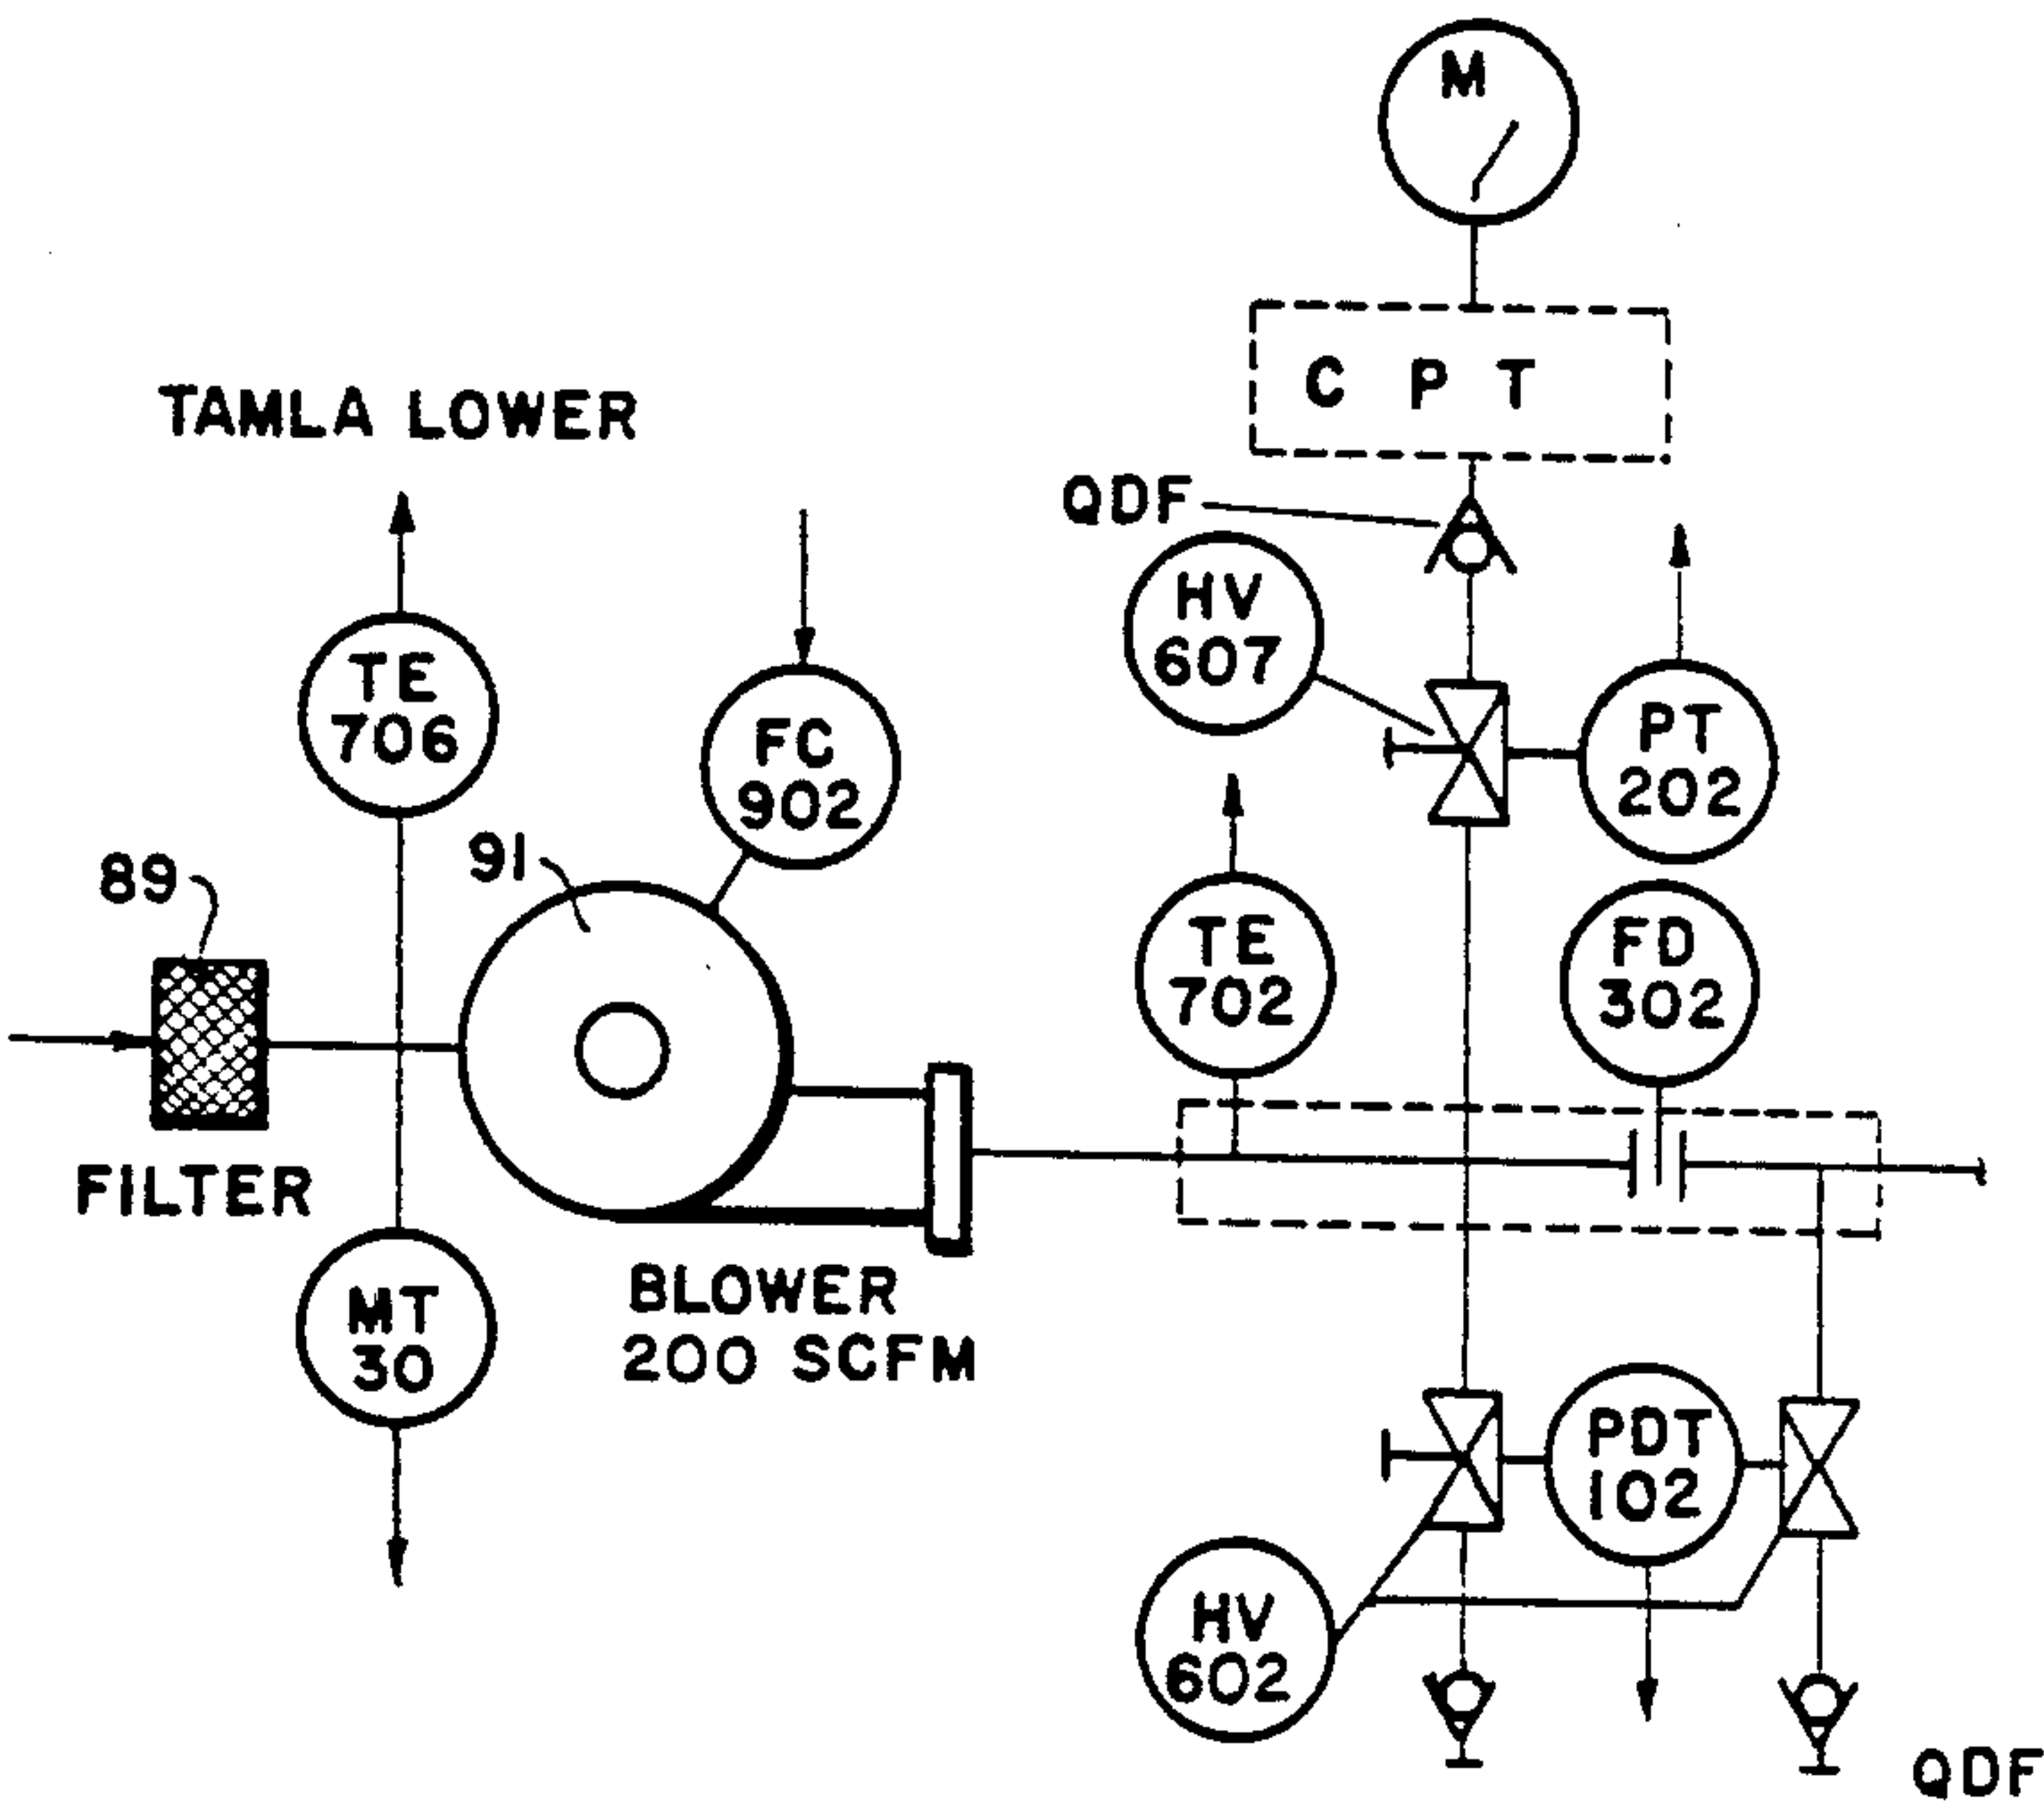 M
C P T
TAMLA LOWER
QDF
HV
607
TE
706
FC
902
PT
202
91
89
TE
702
FD
302
FILTER
BLOWER
200 SCFM
MT
30
PDT
102
HV
602
QDF